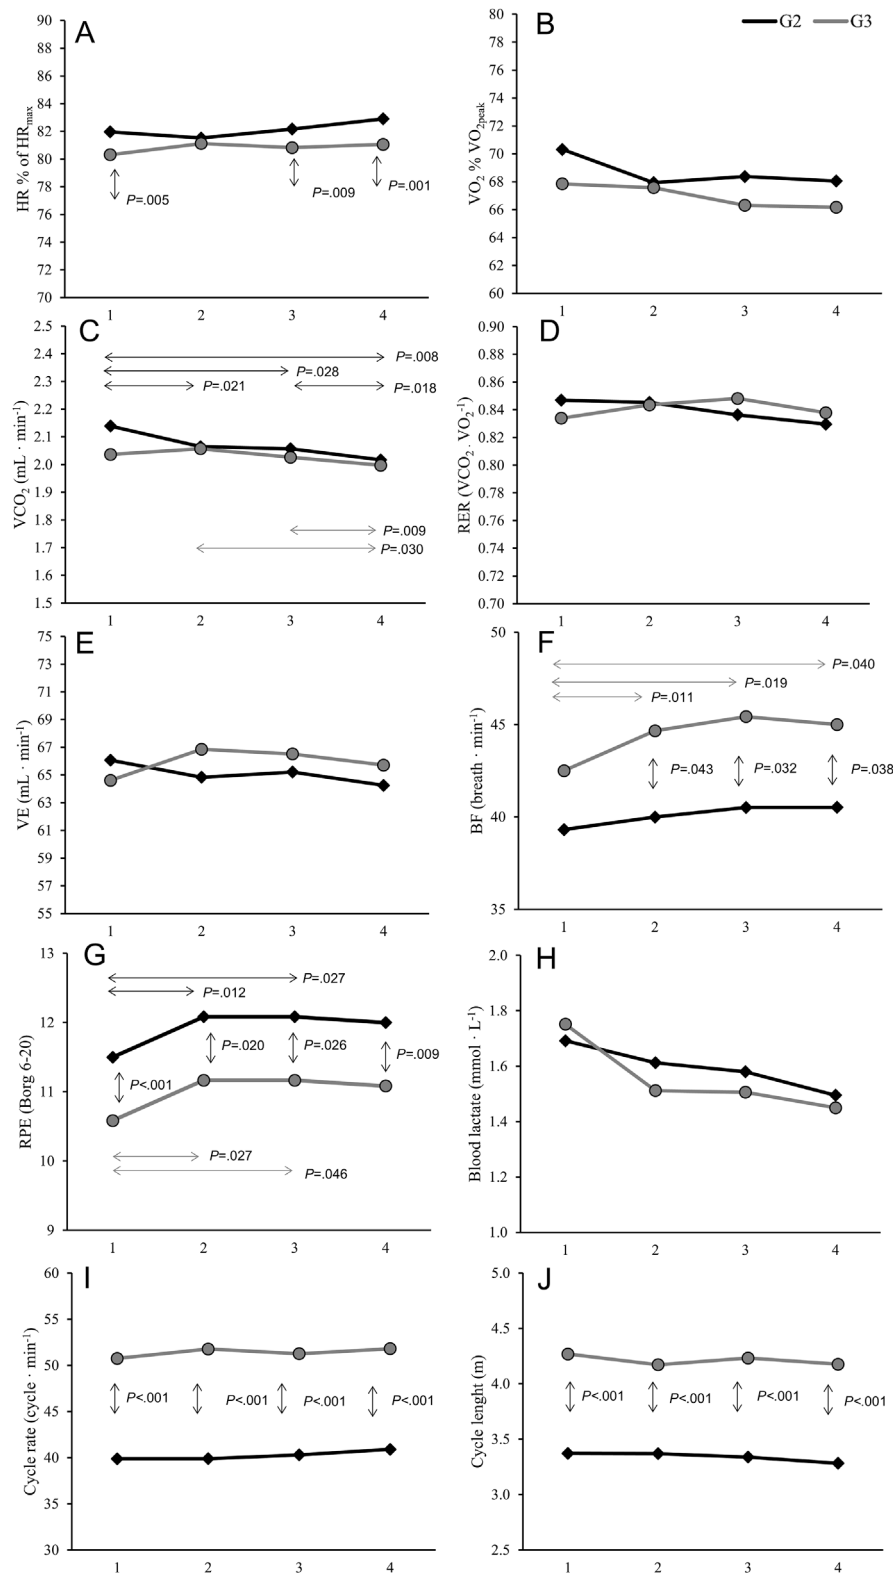 A
HR % of HRmax
90
88
86
84
82
80
78
76
74
72
70
P=.005
P=.009
P=.001
1 2 3 4
B
G2 G3
VO2 % VO2peak
80
78
76
74
72
70
68
66
64
62
60
1 2 3 4
C
VCO2 (mL · min-1)
2.5
2.4
2.3
2.2
2.1
2.0
1.9
1.8
1.7
1.6
1.5
P=.008
P=.028
P=.021
P=.018
P=.009
P=.030
1 2 3 4
D
RER (VCO2 . VO2-1)
0.90
0.88
0.86
0.84
0.82
0.80
0.78
0.76
0.74
0.72
0.70
1 2 3 4
E
VE (mL · min-1)
75
73
71
69
67
65
63
61
59
57
55
1 2 3 4
F
BF (breath · min-1)
50
45
40
35
P=.040
P=.019
P=.011
P=.043
P=.032
P=.038
1 2 3 4
G
RPE (Borg 6-20)
13
12
11
10
9
P=.027
P=.012
P=.020
P=.026
P=.009
P<.001
P=.027
P=.046
1 2 3 4
H
Blood lactate (mmol · L-1)
2.0
1.8
1.6
1.4
1.2
1.0
1 2 3 4
I
Cycle rate (cycle · min-1)
60
55
50
45
40
35
30
P<.001
P<.001
P<.001
P<.001
1 2 3 4
J
Cycle lenght (m)
5.0
4.5
4.0
3.5
3.0
2.5
P<.001
P<.001
P<.001
P<.001
1 2 3 4